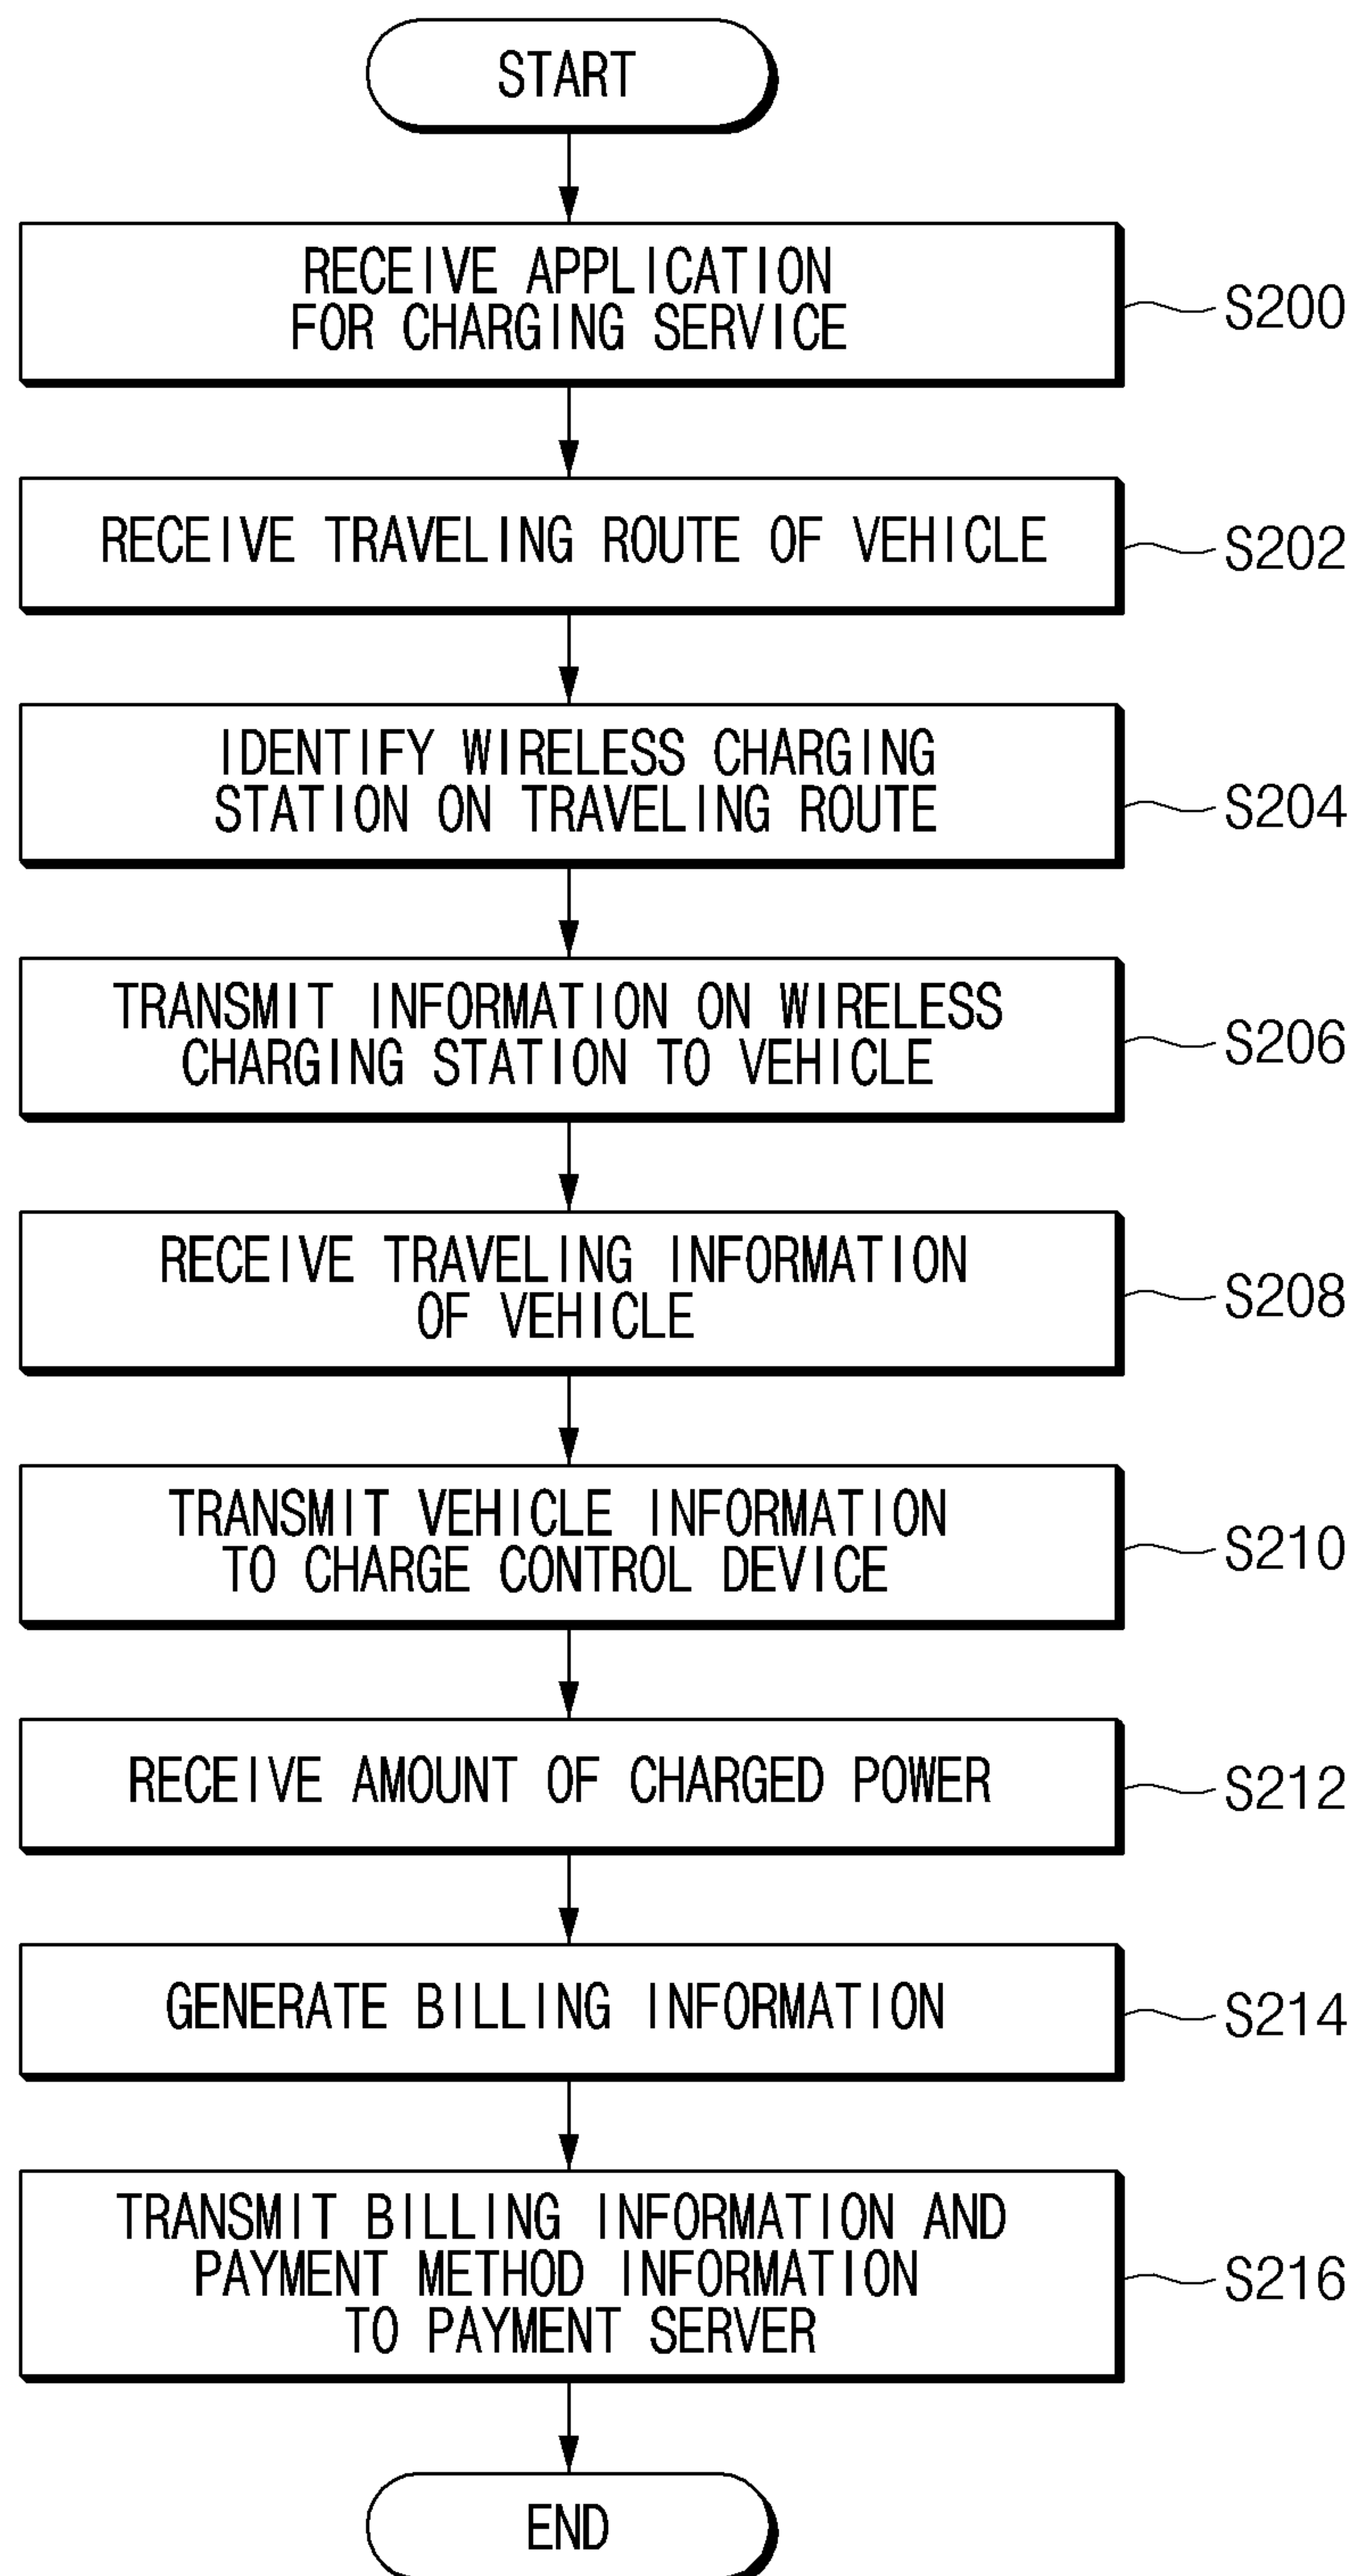 START
RECEIVE APPLICATION
FOR CHARGING SERVICE
S200
RECEIVE TRAVELING ROUTE OF VEHICLE
S202
IDENTIFY WIRELESS CHARGING
STATION ON TRAVELING ROUTE
S204
TRANSMIT INFORMATION ON WIRELESS
CHARGING STATION TO VEHICLE
S206
RECEIVE TRAVELING INFORMATION
OF VEHICLE
S208
TRANSMIT VEHICLE INFORMATION
TO CHARGE CONTROL DEVICE
S210
RECEIVE AMOUNT OF CHARGED POWER
S212
GENERATE BILLING INFORMATION
S214
TRANSMIT BILLING INFORMATION AND
PAYMENT METHOD INFORMATION
TO PAYMENT SERVER
S216
END